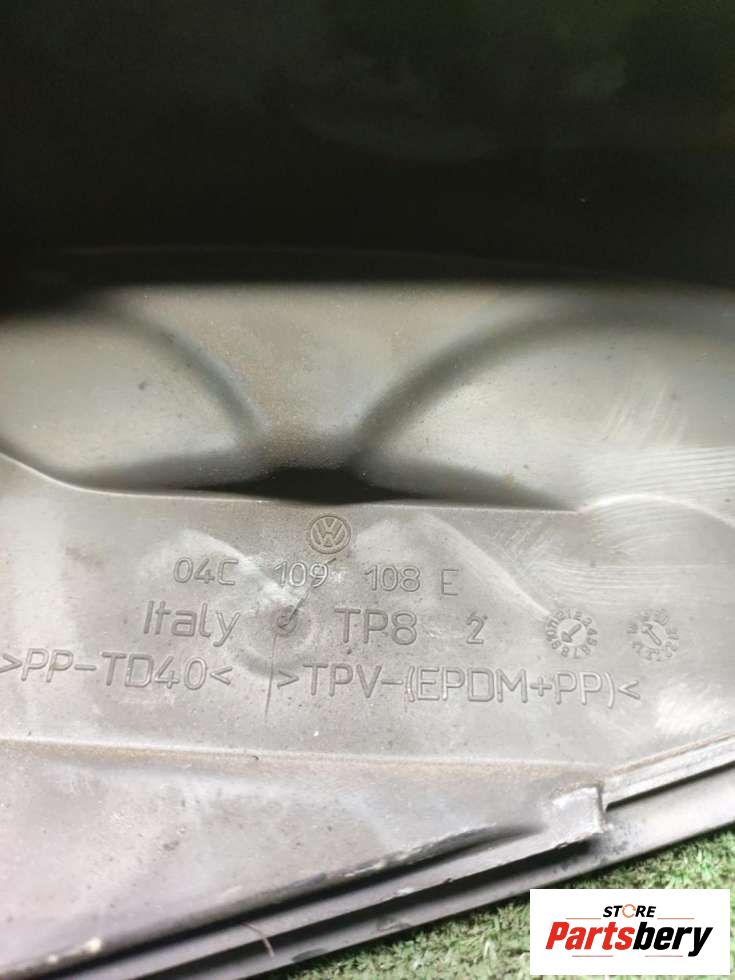 04C 109 108 E
Italy TP8 2
>PP-TD40< >TPV-(EPDM+PP)<
STORE
Partsbery